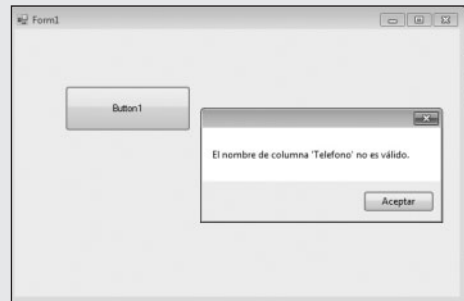 Form1
Button1
El nombre de columna 'Telefono' no es válido.
Aceptar